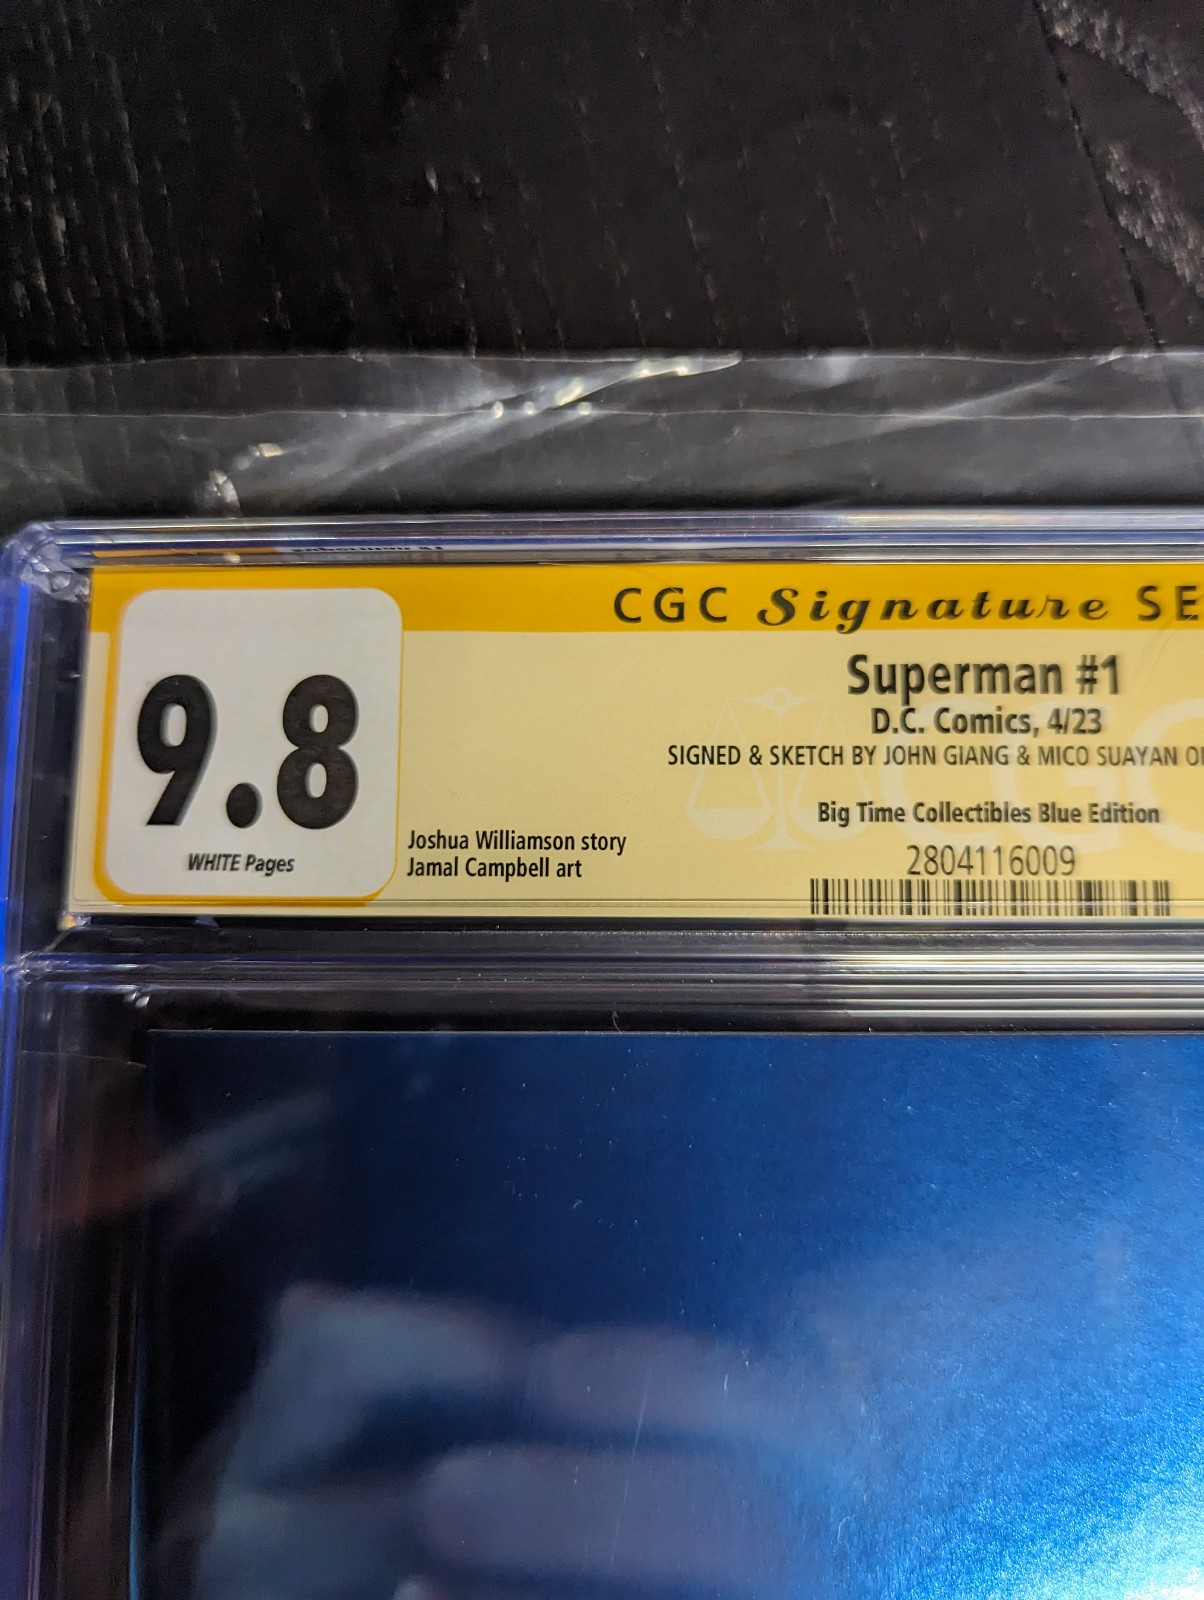 CGC Signature SE
Superman #1
D.C. Comics, 4/23
SIGNED & SKETCH BY JOHN GIANG & MICO SUAYAN
Big Time Collectibles Blue Edition
2804116009
9.8
WHITE Pages
Joshua Williamson story
Jamal Campbell art
CGC